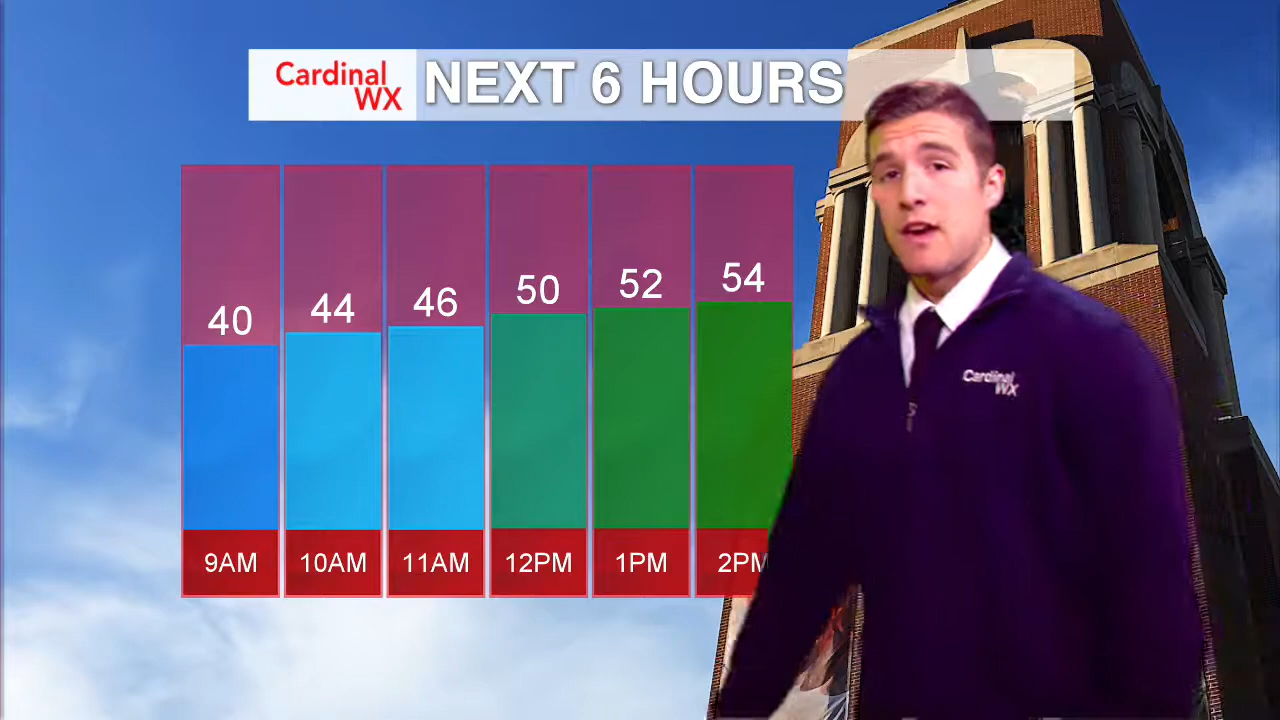 Cardinal
WX
NEXT 6 HOURS
40
44
46
50
52
54
Cardinal
WX
9AM
10AM
11AM
12PM
1PM
2PM